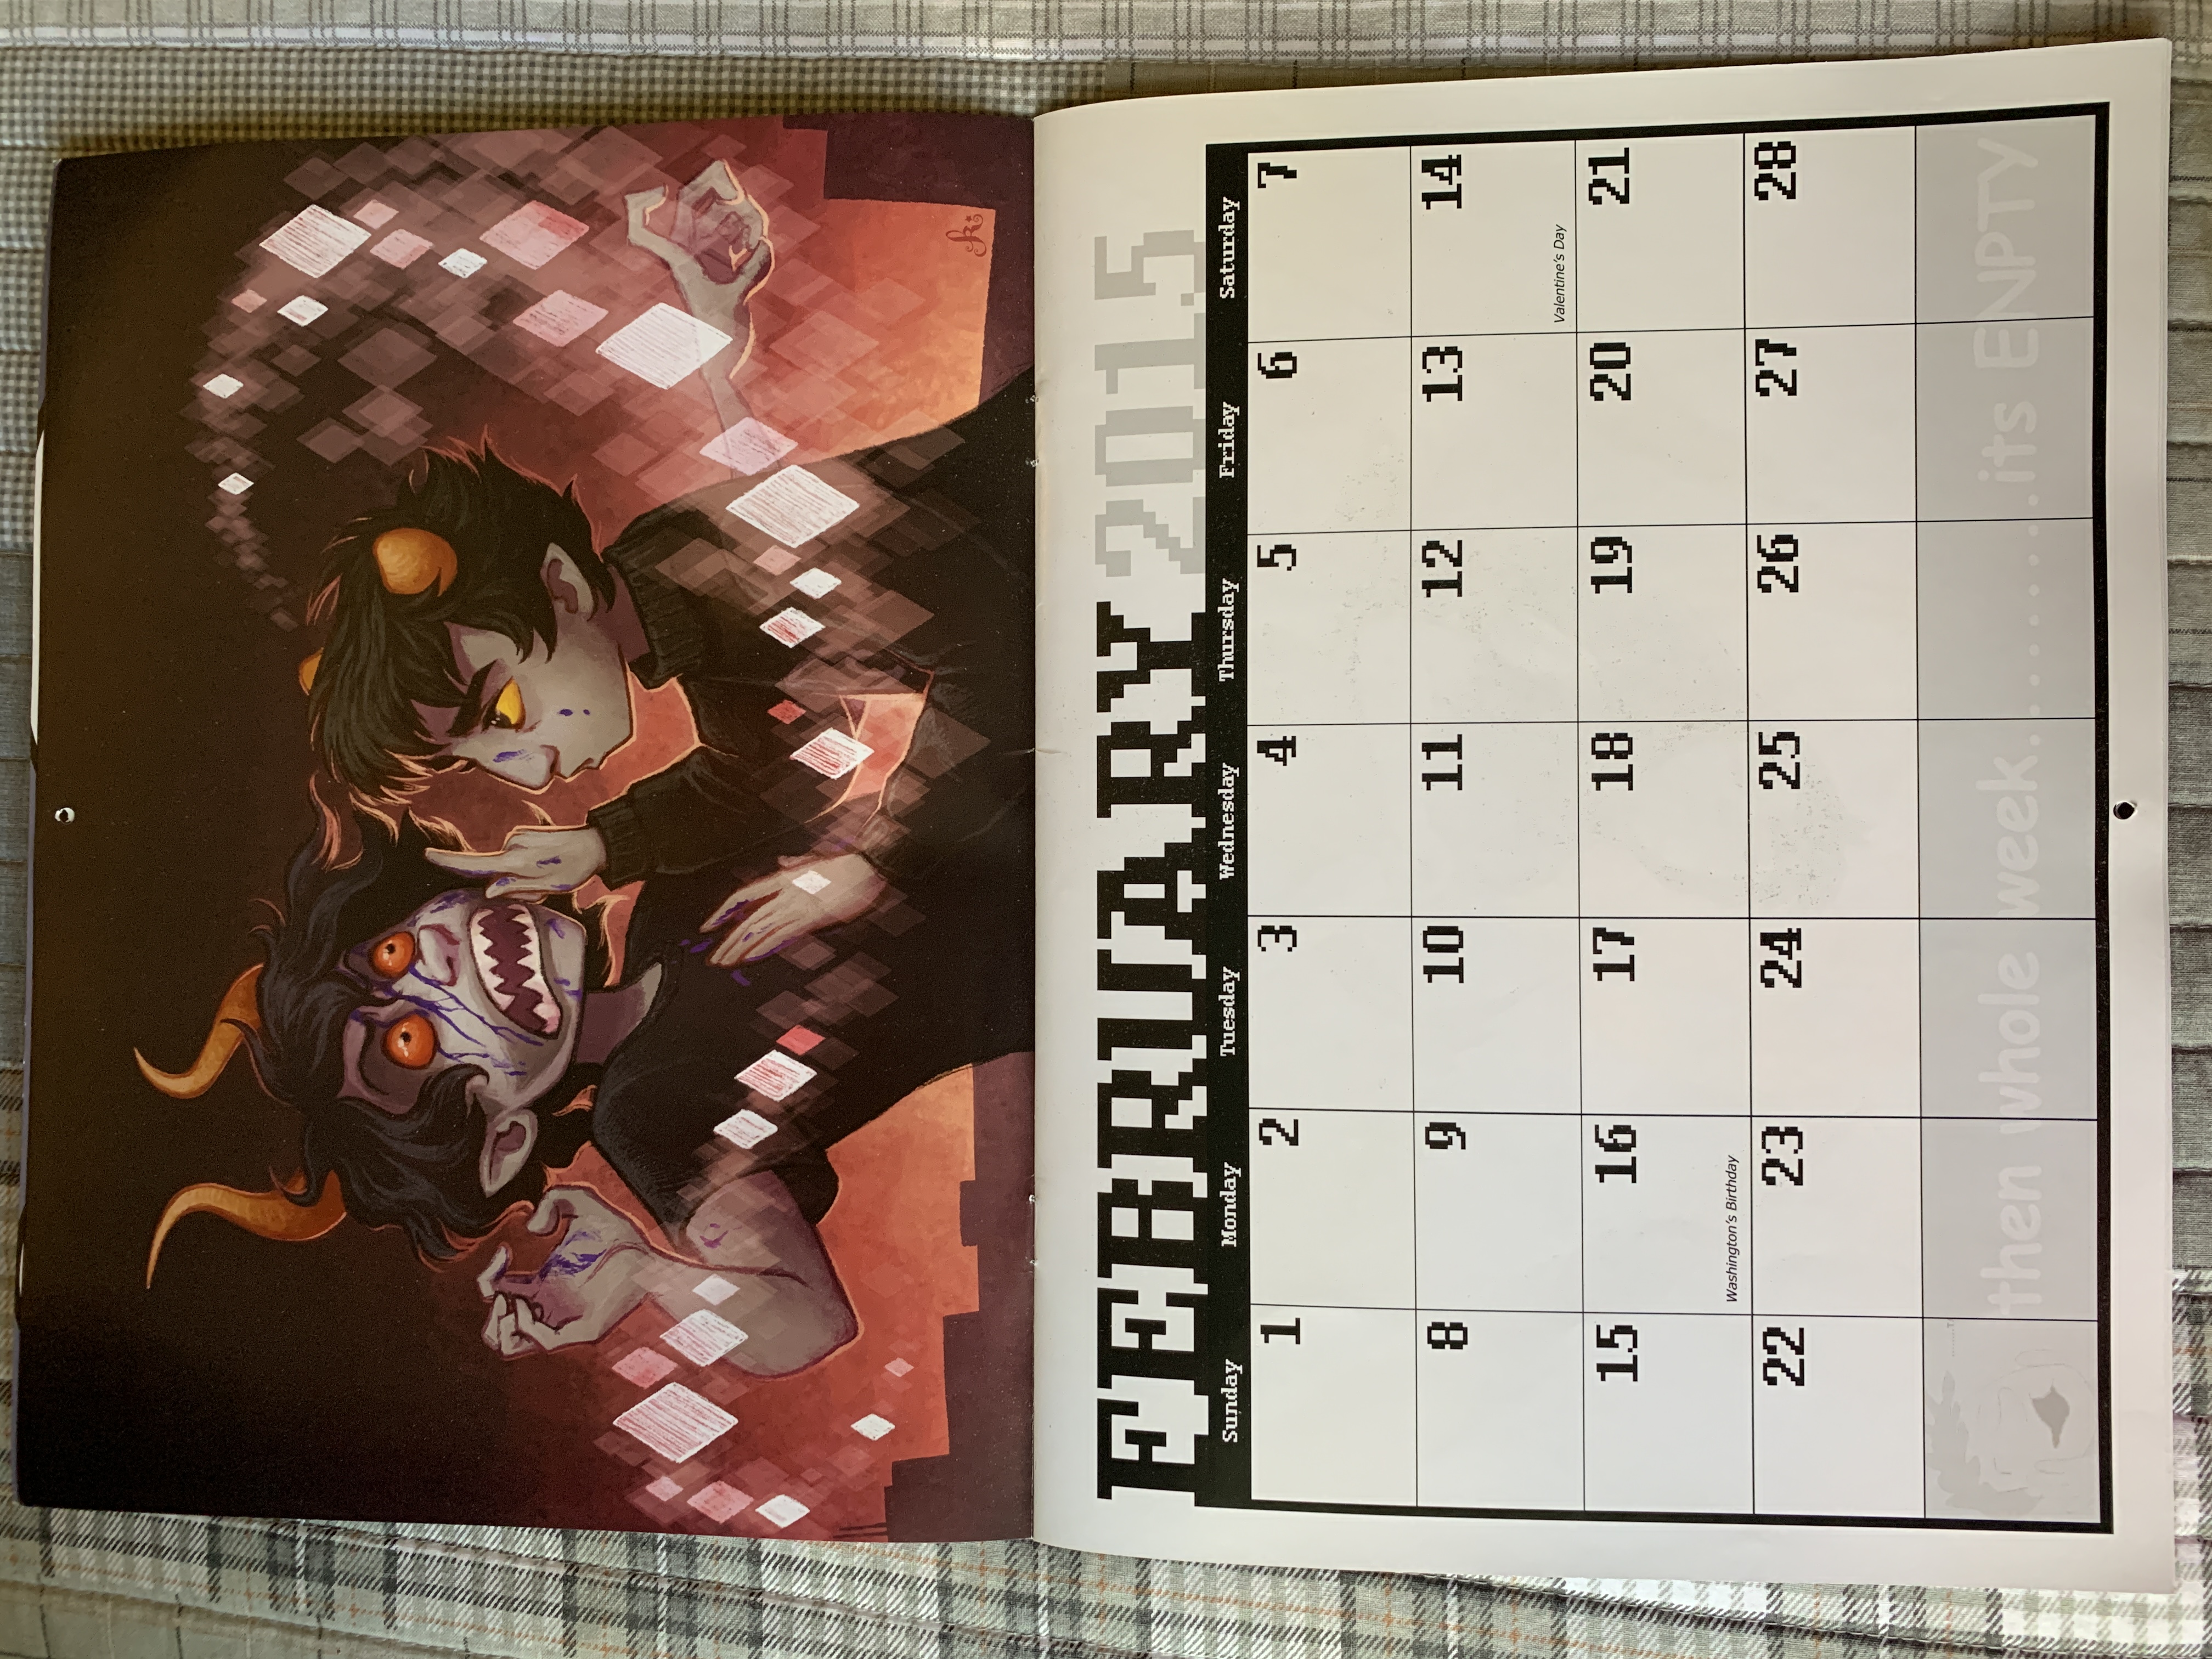 FEBRUARY 2015
Sunday Monday Tuesday Wednesday Thursday Friday Saturday
1 2 3 4 5 6 7
8 9 10 11 12 13 14
Valentine's Day
15 16 17 18 19 20 21
Washington's Birthday
22 23 24 25 26 27 28
then whole week.........its ENPTY